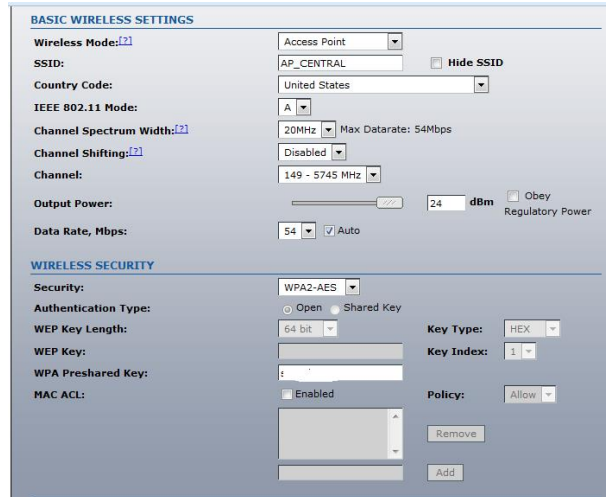 BASIC WIRELESS SETTINGS
Wireless Mode:[?] Access Point
SSID: AP_CENTRAL Hide SSID
Country Code: United States
IEEE 802.11 Mode: A
Channel Spectrum Width:[?] 20MHz Max Datarate: 54Mbps
Channel Shifting:[?] Disabled
Channel: 149 - 5745 MHz
Output Power: 24 dBm Obey
Regulatory Power
Data Rate, Mbps: 54 Auto
WIRELESS SECURITY
Security: WPA2-AES
Authentication Type: Open Shared Key
WEP Key Length: 64 bit Key Type: HEX
WEP Key: Key Index: 1
WPA Preshared Key:
MAC ACL: Enabled Policy: Allow
Remove
Add